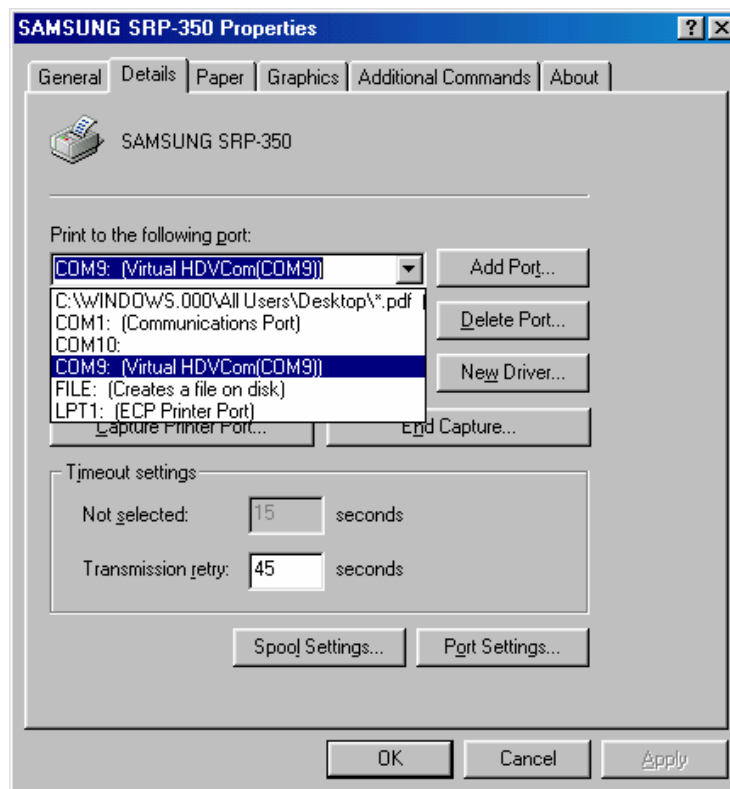 SAMSUNG SRP-350 Properties
General Details Paper Graphics Additional Commands About
SAMSUNG SRP-350
Print to the following port:
COM9: (Virtual HDVCom(COM9)) Add Port...
C:\WINDOWS.000\All Users\Desktop\*.pdf
COM1: (Communications Port) Delete Port...
COM10:
COM9: (Virtual HDVCom(COM9)) New Driver...
FILE: (Creates a file on disk)
LPT1: (ECP Printer Port)
Capture Printer Port... End Capture...
Timeout settings
Not selected: 15 seconds
Transmission retry: 45 seconds
Spool Settings... Port Settings...
OK Cancel Apply